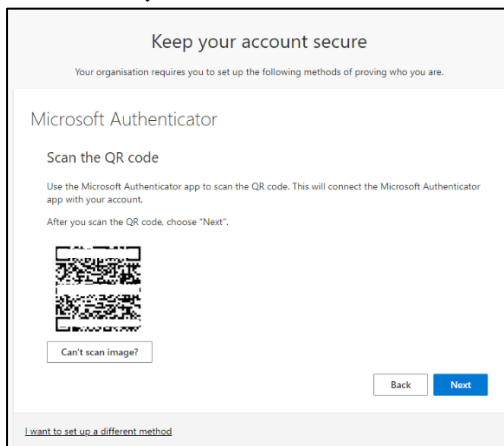 Keep your account secure
Your organisation requires you to set up the following methods of proving who you are.
Microsoft Authenticator
Scan the QR code
Use the Microsoft Authenticator app to scan the QR code. This will connect the Microsoft Authenticator
app with your account.
After you scan the QR code, choose "Next".
Can't scan image?
Back Next
I want to set up a different method